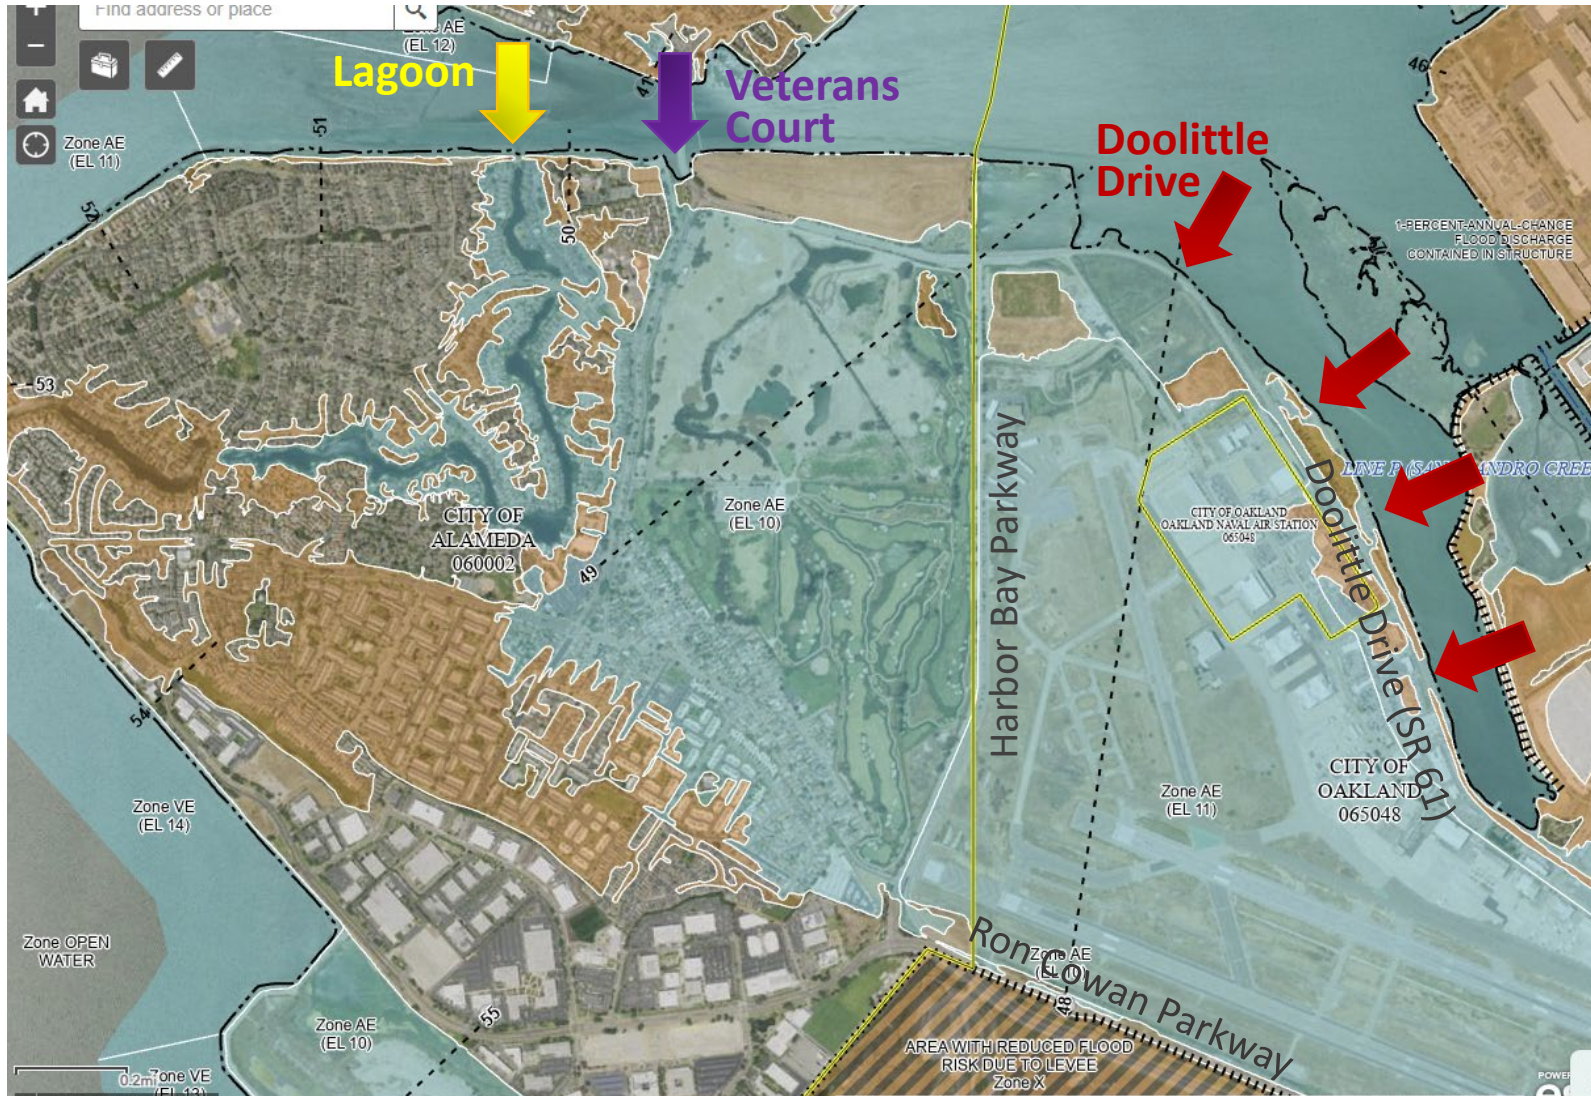 Find address or place
Zone AE
(EL 12)
Lagoon
Veterans
Court
Doolittle
Drive
41
46
51
52
50
Zone AE
(EL 11)
1-PERCENT-ANNUAL-CHANCE
FLOOD DISCHARGE
CONTAINED IN STRUCTURE
53
CITY OF
ALAMEDA
060002
Zone AE
(EL 10)
49
Harbor Bay Parkway
CITY OF OAKLAND
OAKLAND NAVAL AIR STATION
065048
Doolittle Drive (SR 61)
54
Zone VE
(EL 14)
Zone AE
(EL 11)
CITY OF
OAKLAND
065048
Zone OPEN
WATER
Ron Cowan Parkway
Zone AE
48
55
Zone AE
(EL 10)
AREA WITH REDUCED FLOOD
RISK DUE TO LEVEE
Zone X
0.2mi
Zone VE